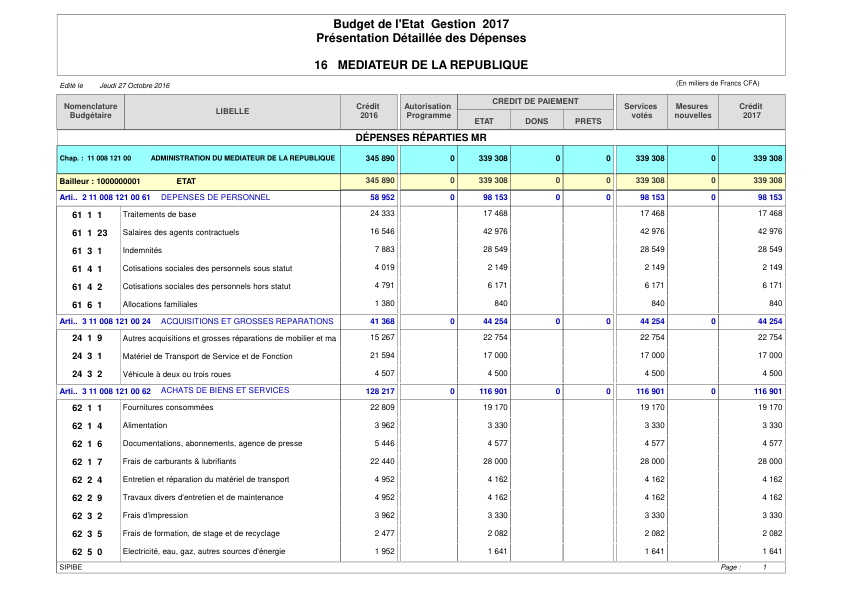 Budget de l'Etat Gestion 2017
Présentation Détaillée des Dépenses
16 MEDIATEUR DE LA REPUBLIQUE
Edité le Jeudi 27 Octobre 2016 (En milliers de Francs CFA)
Nomenclature Budgétaire LIBELLE Crédit 2016 Autorisation Programme CREDIT DE PAIEMENT ETAT DONS PRETS Services votés Mesures nouvelles Crédit 2017
DÉPENSES RÉPARTIES MR
Chap. : 11 008 121 00 ADMINISTRATION DU MEDIATEUR DE LA REPUBLIQUE 345 890 0 339 308 0 0 339 308 0 339 308
Bailleur : 1000000001 ETAT 345 890 0 339 308 0 0 339 308 0 339 308
Arti.. 2 11 008 121 00 61 DEPENSES DE PERSONNEL 58 952 0 98 153 0 0 98 153 0 98 153
61 1 1 Traitements de base 24 333 17 468 17 468 17 468
61 1 23 Salaires des agents contractuels 16 546 42 976 42 976 42 976
61 3 1 Indemnités 7 883 28 549 28 549 28 549
61 4 1 Cotisations sociales des personnels sous statut 4 019 2 149 2 149 2 149
61 4 2 Cotisations sociales des personnels hors statut 4 791 6 171 6 171 6 171
61 6 1 Allocations familiales 1 380 840 840 840
Arti.. 3 11 008 121 00 24 ACQUISITIONS ET GROSSES REPARATIONS 41 368 0 44 254 0 0 44 254 0 44 254
24 1 9 Autres acquisitions et grosses réparations de mobilier et ma 15 267 22 754 22 754 22 754
24 3 1 Matériel de Transport de Service et de Fonction 21 594 17 000 17 000 17 000
24 3 2 Véhicule à deux ou trois roues 4 507 4 500 4 500 4 500
Arti.. 3 11 008 121 00 62 ACHATS DE BIENS ET SERVICES 128 217 0 116 901 0 0 116 901 0 116 901
62 1 1 Fournitures consommées 22 809 19 170 19 170 19 170
62 1 4 Alimentation 3 962 3 330 3 330 3 330
62 1 6 Documentations, abonnements, agence de presse 5 446 4 577 4 577 4 577
62 1 7 Frais de carburants & lubrifiants 22 440 28 000 28 000 28 000
62 2 4 Entretien et réparation du matériel de transport 4 952 4 162 4 162 4 162
62 2 9 Travaux divers d'entretien et de maintenance 4 952 4 162 4 162 4 162
62 3 2 Frais d'impression 3 962 3 330 3 330 3 330
62 3 5 Frais de formation, de stage et de recyclage 2 477 2 082 2 082 2 082
62 5 0 Electricité, eau, gaz, autres sources d'énergie 1 952 1 641 1 641 1 641
SIPIBE Page : 1